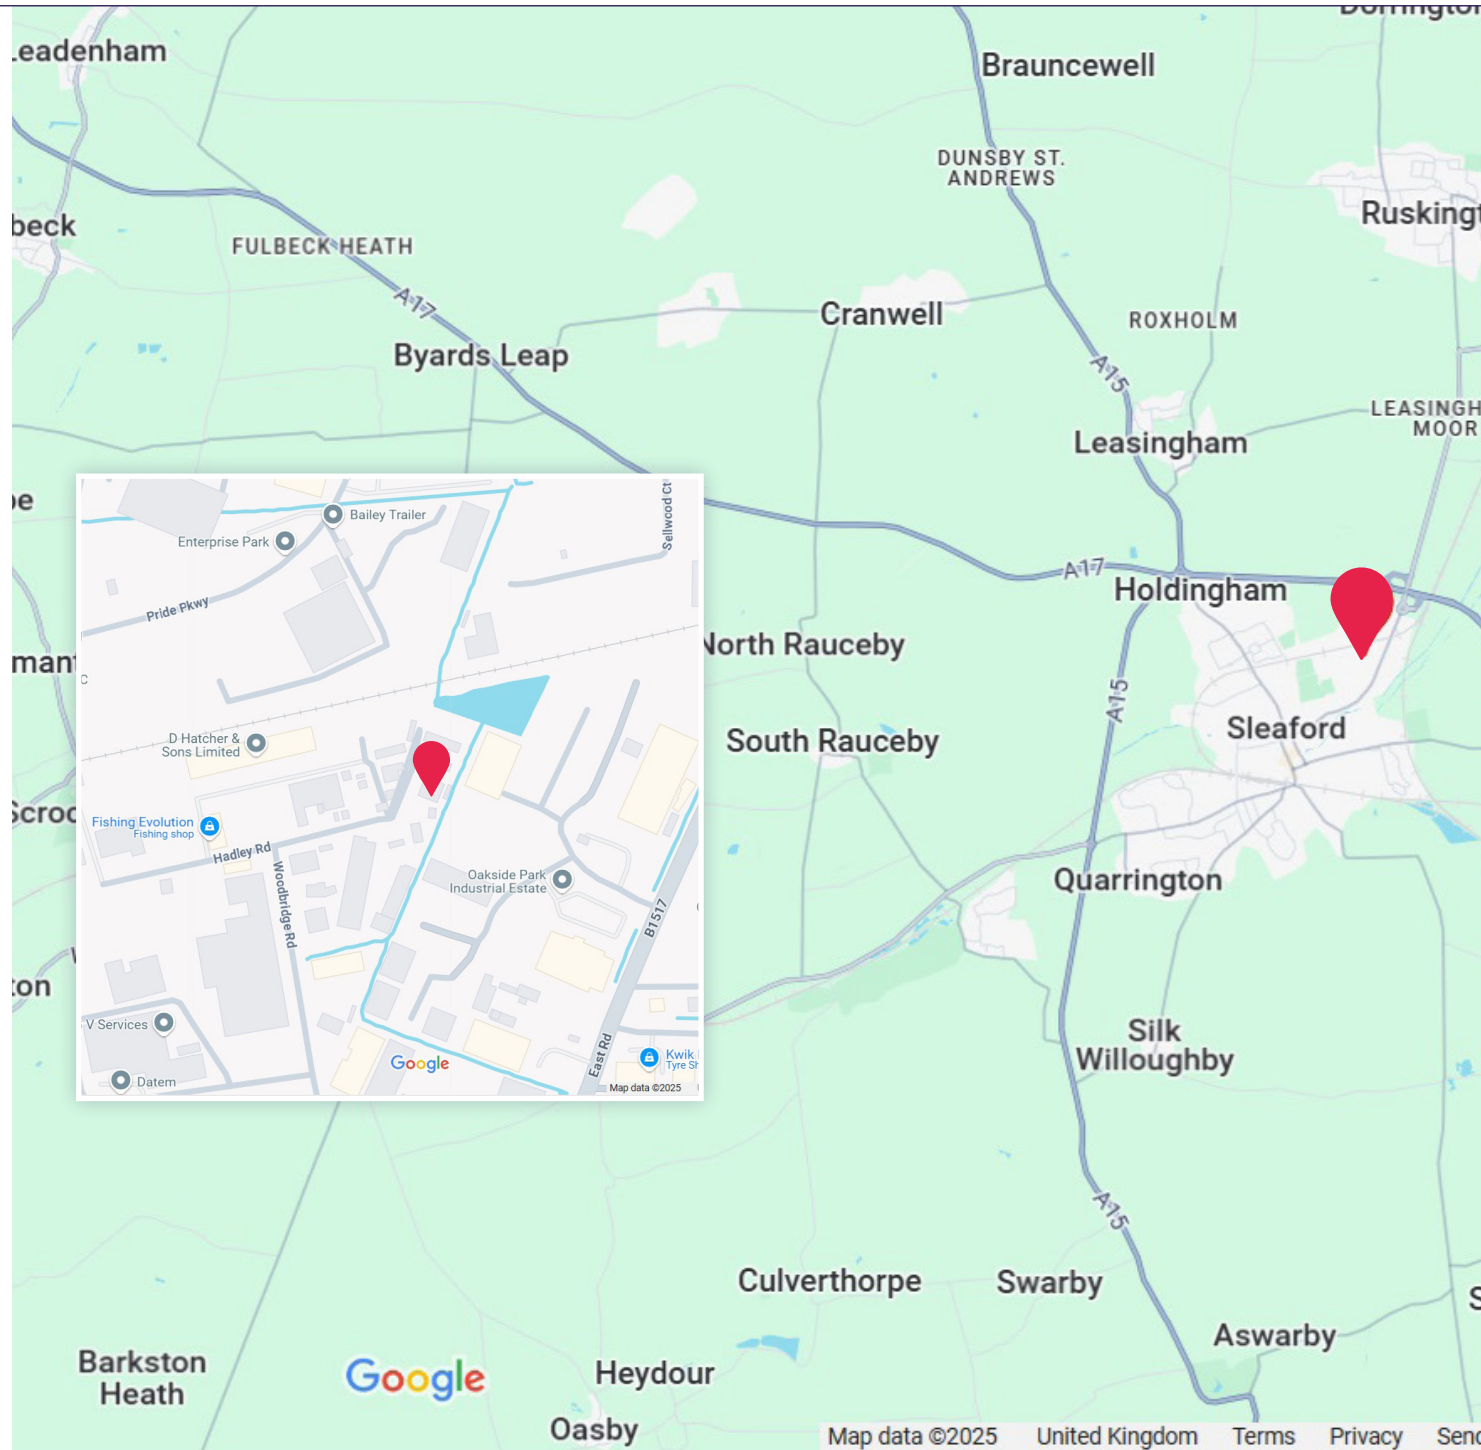 Leadenham
Brauncewell
DUNSBY ST.
ANDREWS
beck
Ruskingt
FULBECK HEATH
A17
Cranwell
ROXHOLM
Byards Leap
A15
LEASINGH
MOOR
Leasingham
A17
Holdingham
North Rauceby
A15
Sleaford
South Rauceby
Quarrington
Silk
Willoughby
A15
Culverthorpe
Swarby
Aswarby
Barkston
Heath
Google
Heydour
Oasby
Map data ©2025 United Kingdom Terms Privacy Send
Bailey Trailer
Enterprise Park
Sellwood Ct
Pride Pkwy
D Hatcher &
Sons Limited
Fishing Evolution
Fishing shop
Hadley Rd
Woodbridge Rd
Oakside Park
Industrial Estate
B1517
V Services
East Rd
Kwik
Tyre Sh
Google
Datem
Map data ©2025